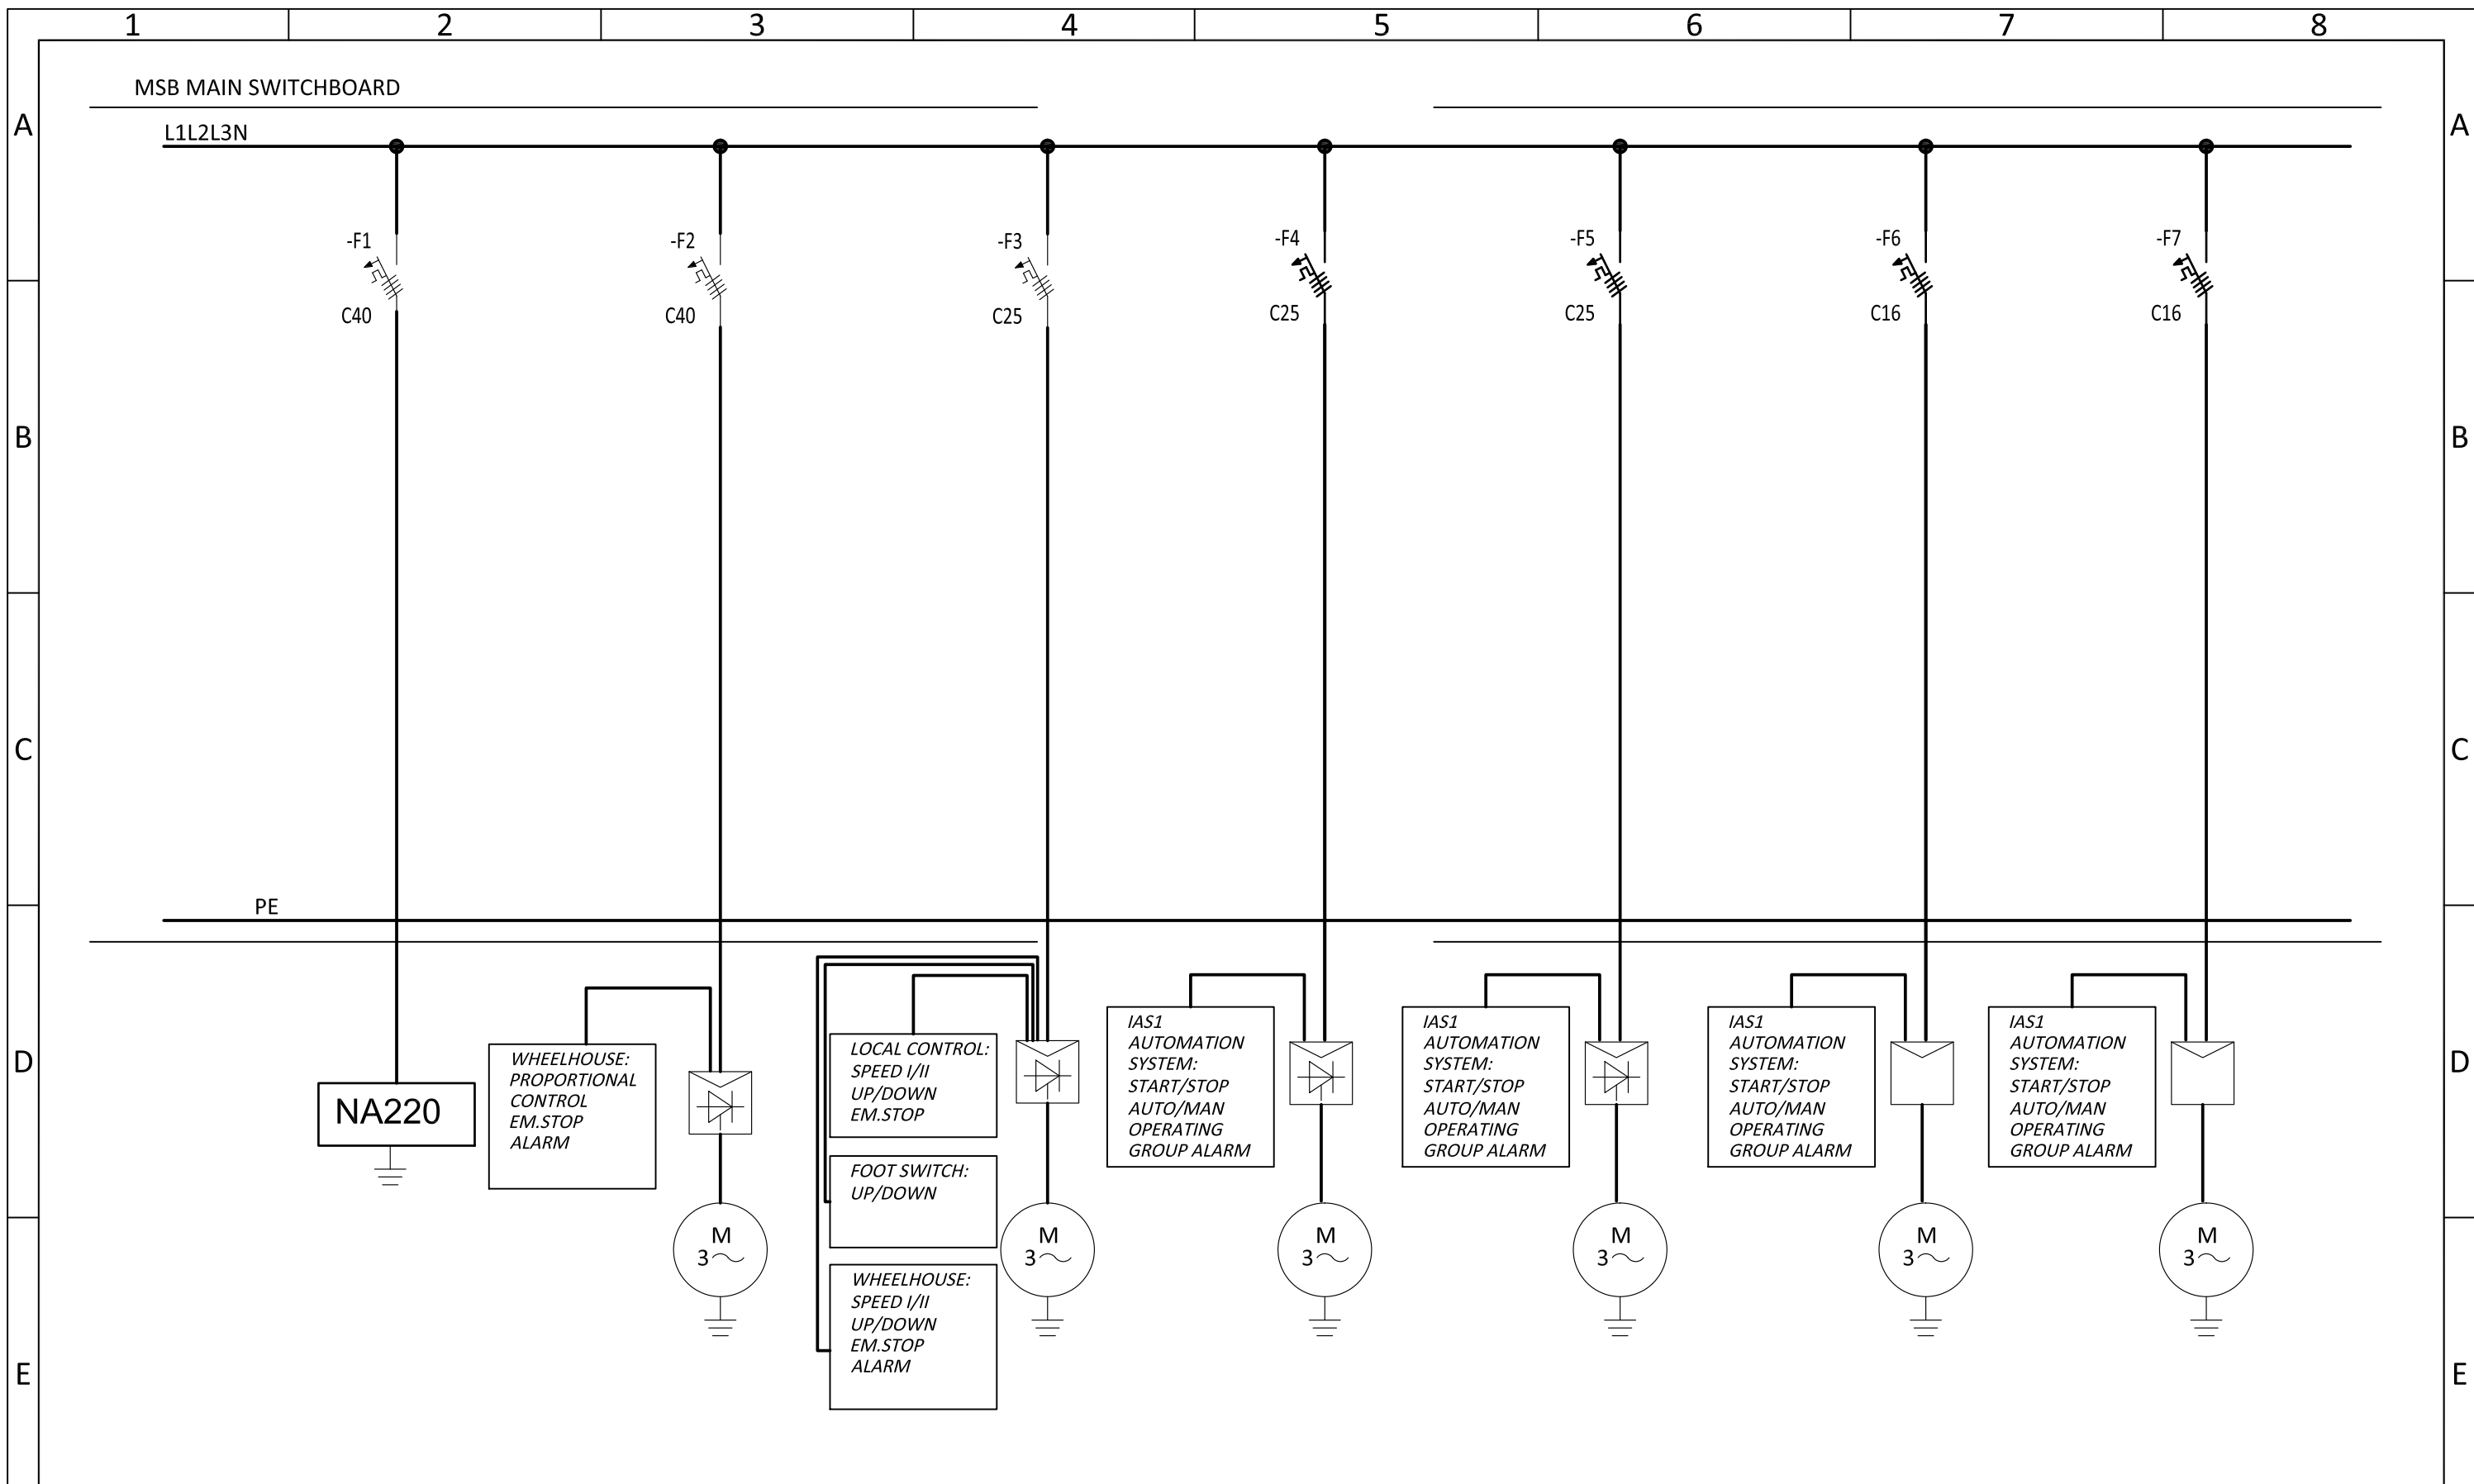 1 2 3 4 5 6 7 8
MSB MAIN SWITCHBOARD
A A
L1L2L3N
-F1 -F2 -F3 -F4 -F5 -F6 -F7
C40 C40 C25 C25 C25 C16 C16
B B
C C
PE
D D
NA220
WHEELHOUSE:
PROPORTIONAL
CONTROL
EM.STOP
ALARM
LOCAL CONTROL:
SPEED I/II
UP/DOWN
EM.STOP
FOOT SWITCH:
UP/DOWN
WHEELHOUSE:
SPEED I/II
UP/DOWN
EM.STOP
ALARM
IAS1
AUTOMATION
SYSTEM:
START/STOP
AUTO/MAN
OPERATING
GROUP ALARM
IAS1
AUTOMATION
SYSTEM:
START/STOP
AUTO/MAN
OPERATING
GROUP ALARM
IAS1
AUTOMATION
SYSTEM:
START/STOP
AUTO/MAN
OPERATING
GROUP ALARM
IAS1
AUTOMATION
SYSTEM:
START/STOP
AUTO/MAN
OPERATING
GROUP ALARM
M M M M M M
3 3 3 3 3 3
E E